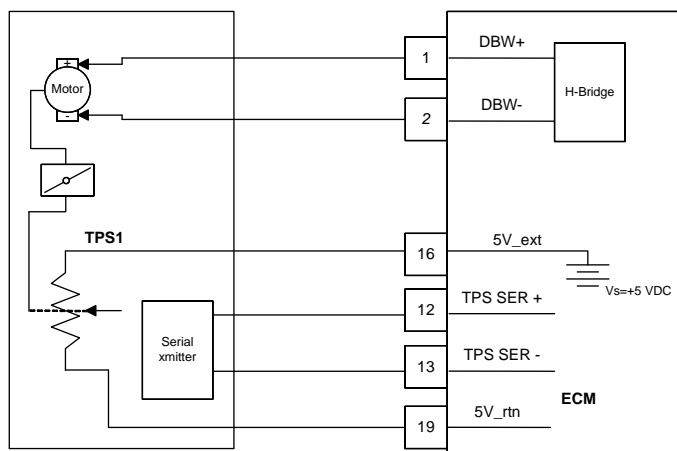 +
Motor
-
TPS1
Serial
xmitter
1
2
16
12
13
19
DBW+
DBW-
H-Bridge
5V_ext
Vs=+5 VDC
TPS SER +
TPS SER -
5V_rtn
ECM